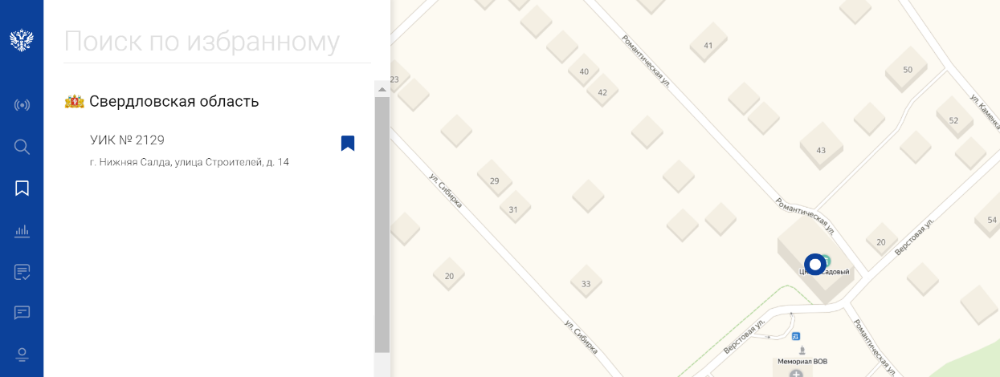 Поиск по избранному
Свердловская область
УИК № 2129
г. Нижняя Салда, улица Строителей, д. 14
23
40
42
41
50
52
43
54
20
29
31
20
33
Романтическая ул.
ул. Каменка
ул. Сибирка
Романтическая ул.
Верстовая ул.
садовый
ул. Сибирка
Верстовая ул.
Романтическая ул.
Мемориал ВОВ